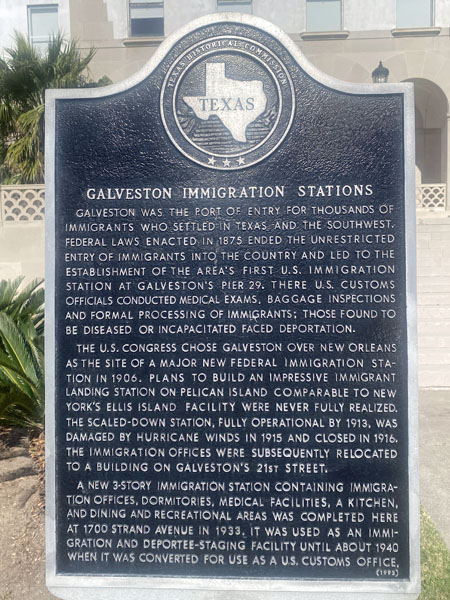 TEXAS HISTORICAL COMMISSION
TEXAS
GALVESTON IMMIGRATION STATIONS
GALVESTON WAS THE PORT OF ENTRY FOR THOUSANDS OF
IMMIGRANTS WHO SETTLED IN TEXAS AND THE SOUTHWEST.
FEDERAL LAWS ENACTED IN 1875 ENDED THE UNRESTRICTED
ENTRY OF IMMIGRANTS INTO THE COUNTRY AND LED TO THE
ESTABLISHMENT OF THE AREA'S FIRST U.S. IMMIGRATION
STATION AT GALVESTON'S PIER 29. THERE U.S. CUSTOMS
OFFICIALS CONDUCTED MEDICAL EXAMS, BAGGAGE INSPECTIONS
AND FORMAL PROCESSING OF IMMIGRANTS; THOSE FOUND TO
BE DISEASED OR INCAPACITATED FACED DEPORTATION.
THE U.S. CONGRESS CHOSE GALVESTON OVER NEW ORLEANS
AS THE SITE OF A MAJOR NEW FEDERAL IMMIGRATION STA-
TION IN 1906. PLANS TO BUILD AN IMPRESSIVE IMMIGRANT
LANDING STATION ON PELICAN ISLAND COMPARABLE TO NEW
YORK'S ELLIS ISLAND FACILITY WERE NEVER FULLY REALIZED.
THE SCALED-DOWN STATION, FULLY OPERATIONAL BY 1913, WAS
DAMAGED BY HURRICANE WINDS IN 1915 AND CLOSED IN 1916.
THE IMMIGRATION OFFICES WERE SUBSEQUENTLY RELOCATED
TO A BUILDING ON GALVESTON'S 21ST STREET.
A NEW 3-STORY IMMIGRATION STATION CONTAINING IMMIGRA-
TION OFFICES, DORMITORIES, MEDICAL FACILITIES, A KITCHEN,
AND DINING AND RECREATIONAL AREAS WAS COMPLETED HERE
AT 1700 STRAND AVENUE IN 1933. IT WAS USED AS AN IMMI-
GRATION AND DEPORTEE-STAGING FACILITY UNTIL ABOUT 1940
WHEN IT WAS CONVERTED FOR USE AS A U.S. CUSTOMS OFFICE.
(1993)